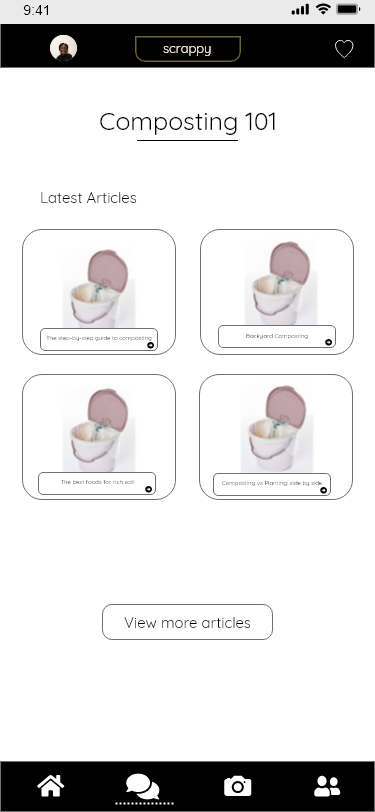 9:41
scrappy
Composting 101
Latest Articles
The step-by-step guide to composting
Backyard Composting
The best foods for rich soil
Composting vs Planting: side by side
View more articles